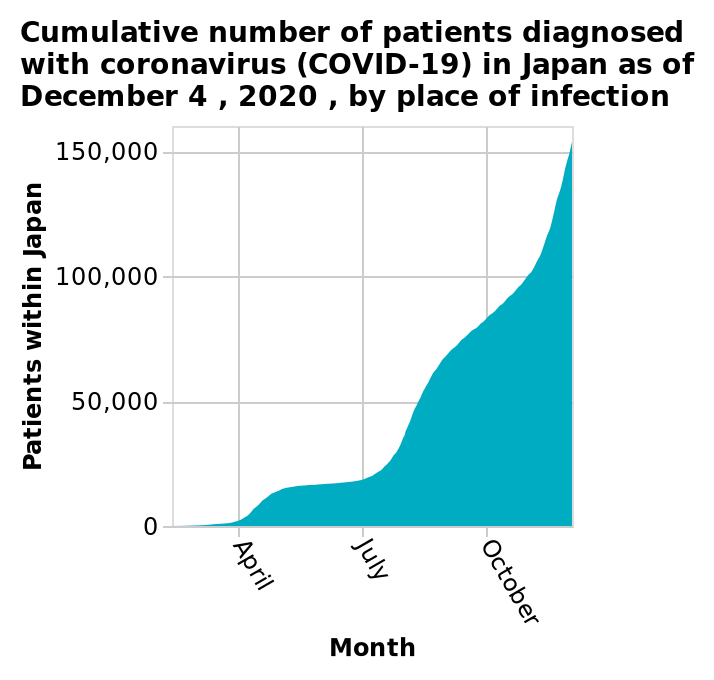 Cumulative number of patients diagnosed
with coronavirus (COVID-19) in Japan as of
December 4 , 2020 , by place of infection
Patients within Japan
150,000
100,000
50,000
0
April
July
October
Month